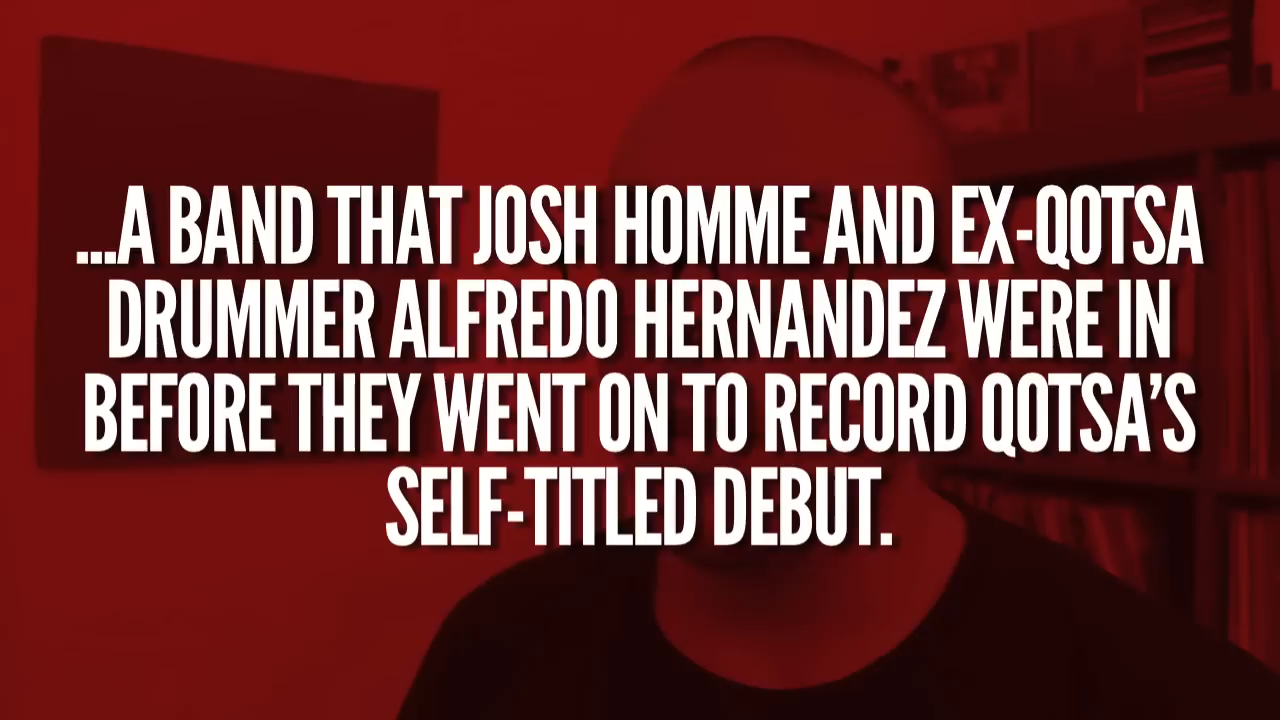 ...A BAND THAT JOSH HOMME AND EX-QOTSA
DRUMMER ALFREDO HERNANDEZ WERE IN
BEFORE THEY WENT ON TO RECORD QOTSA’S
SELF-TITLED DEBUT.